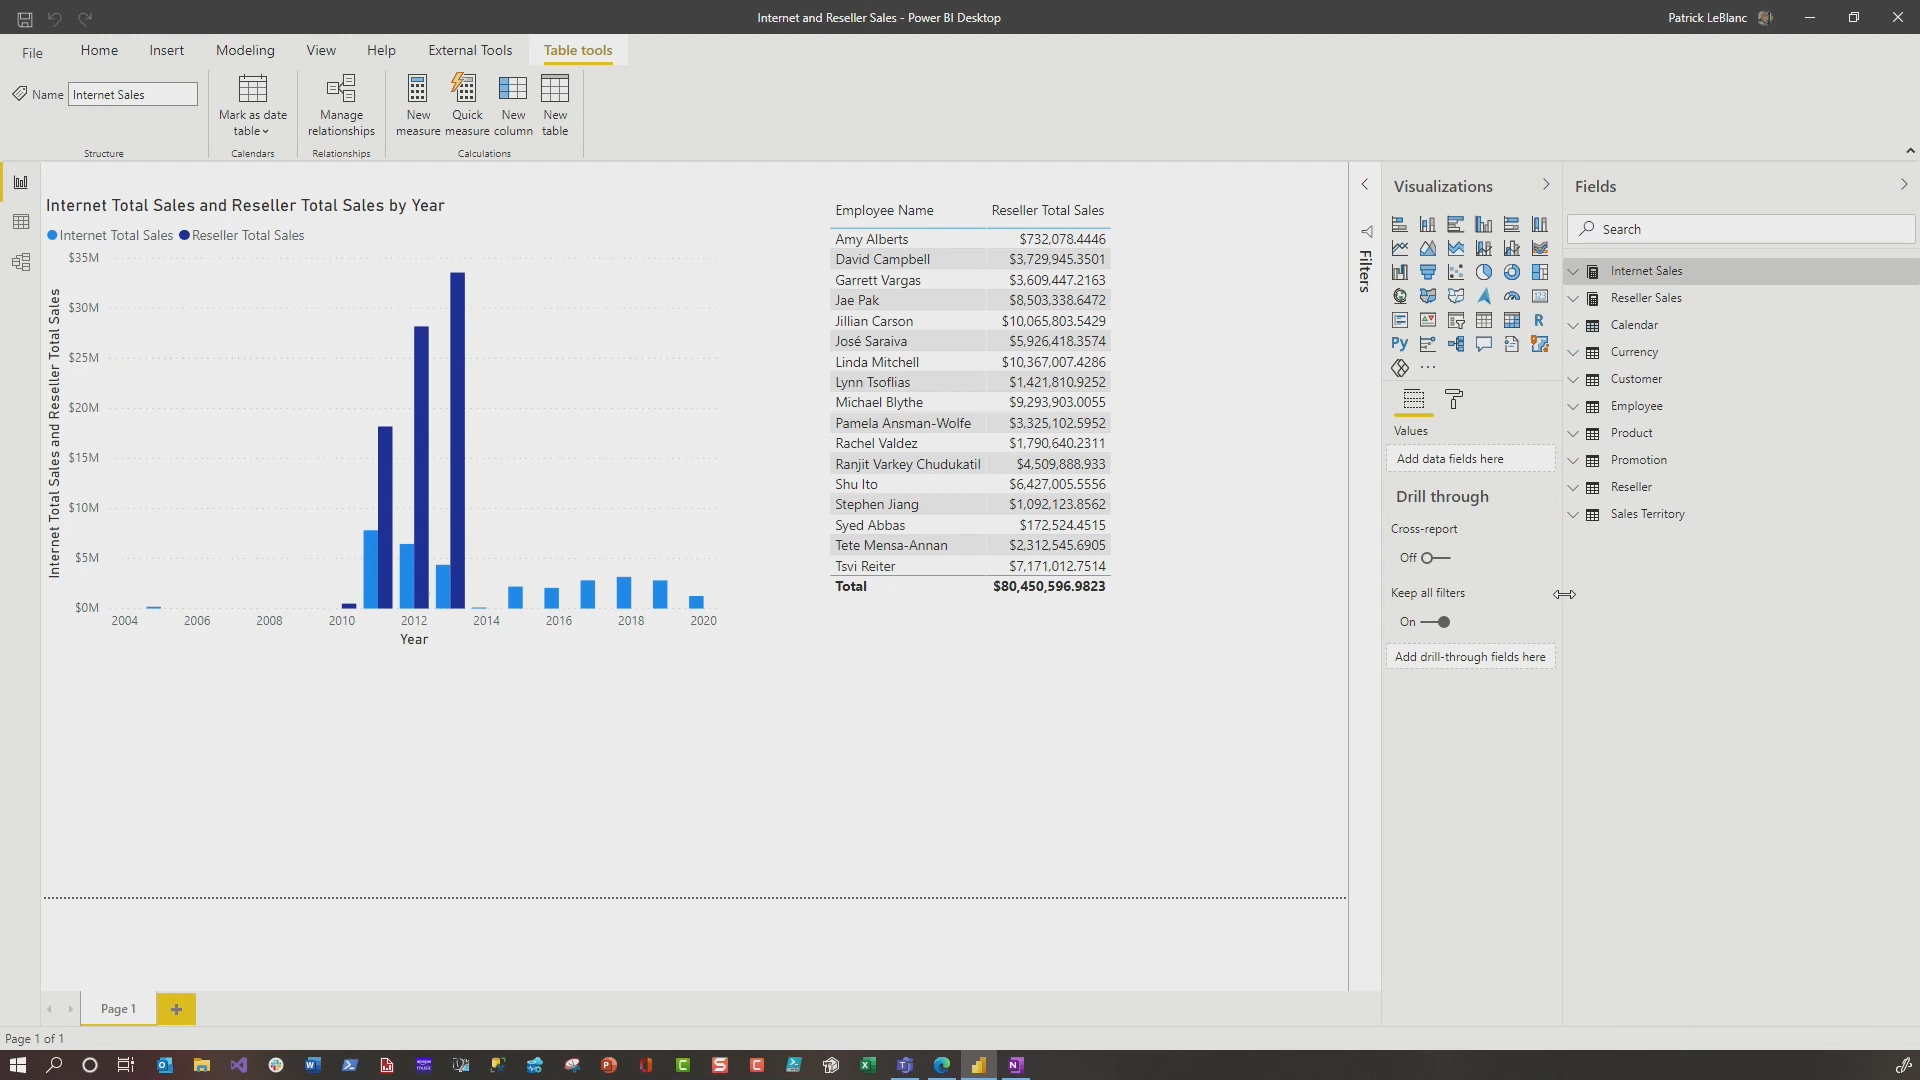 Internet and Reseller Sales - Power BI Desktop
Patrick LeBlanc
File
Home
Insert
Modeling
View
Help
External Tools
Table tools
Name
Internet Sales
Mark as date
table
Manage
relationships
New
measure
Quick
measure
New
column
New
table
Structure
Calendars
Relationships
Calculations
Internet Total Sales and Reseller Total Sales by Year
Internet Total Sales
Reseller Total Sales
Internet Total Sales and Reseller Total Sales
$35M
$30M
$25M
$20M
$15M
$10M
$5M
$0M
2004 2006 2008 2010 2012 2014 2016 2018 2020
Year
Employee Name Reseller Total Sales
Amy Alberts $732,078.4446
David Campbell $3,729,945.3501
Garrett Vargas $3,609,447.2163
Jae Pak $8,503,338.6472
Jillian Carson $10,065,803.5429
José Saraiva $5,926,418.3574
Linda Mitchell $10,367,007.4286
Lynn Tsoflias $1,421,810.9252
Michael Blythe $9,293,903.0055
Pamela Ansman-Wolfe $3,325,102.5952
Rachel Valdez $1,790,640.2311
Ranjit Varkey Chudukatil $4,509,888.933
Shu Ito $6,427,005.5556
Stephen Jiang $1,092,123.8562
Syed Abbas $172,524.4515
Tete Mensa-Annan $2,312,545.6905
Tsvi Reiter $7,171,012.7514
Total $80,450,596.9823
Filters
Visualizations
123
R
Py
Values
Add data fields here
Drill through
Cross-report
Off
Keep all filters
On
Add drill-through fields here
Fields
Search
Internet Sales
Reseller Sales
Calendar
Currency
Customer
Employee
Product
Promotion
Reseller
Sales Territory
Page 1
Page 1 of 1